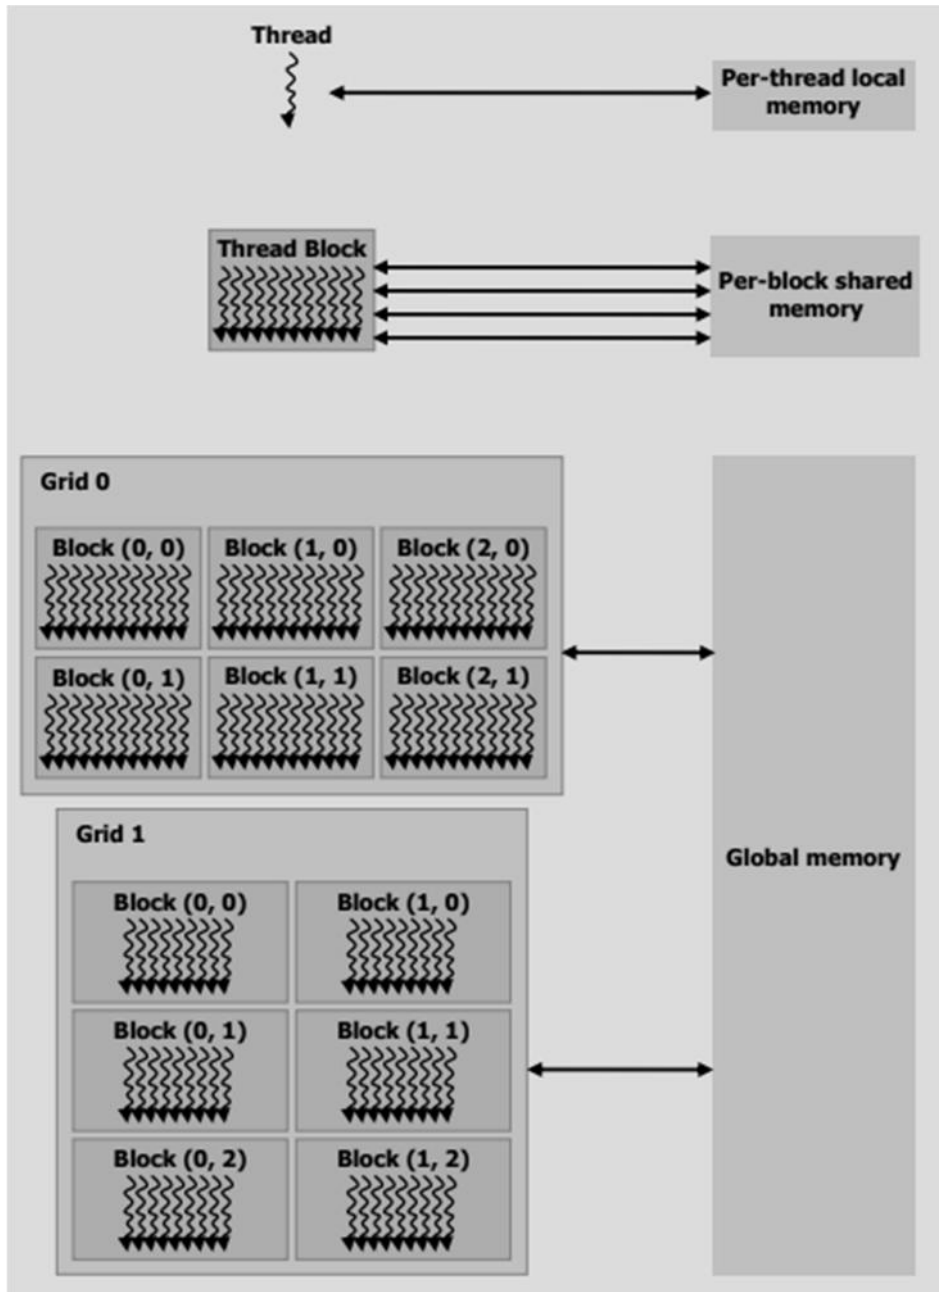 Thread
Per-thread local
memory
Thread Block
Per-block shared
memory
Grid 0
Block (0, 0)
Block (1, 0)
Block (2, 0)
Block (0, 1)
Block (1, 1)
Block (2, 1)
Grid 1
Block (0, 0)
Block (1, 0)
Block (0, 1)
Block (1, 1)
Block (0, 2)
Block (1, 2)
Global memory